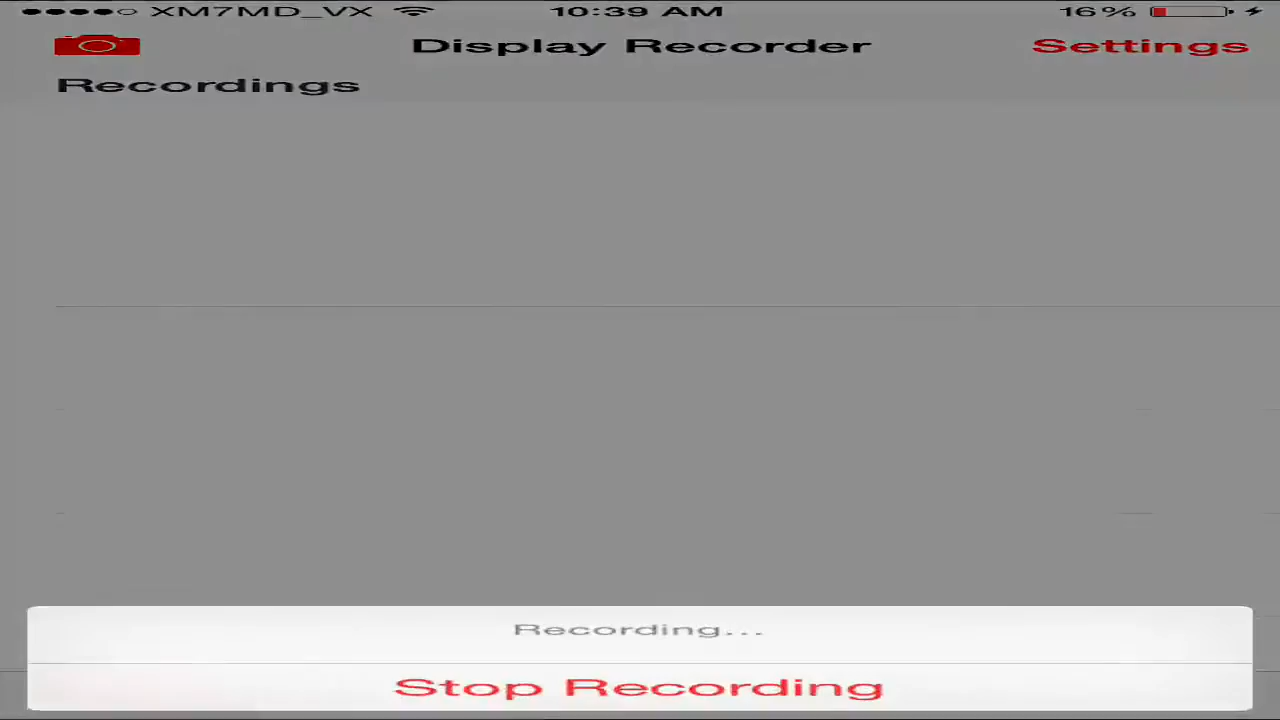 XM7MD_VX 10:39 AM 16%
Display Recorder Settings
Recordings
Recording...
Stop Recording